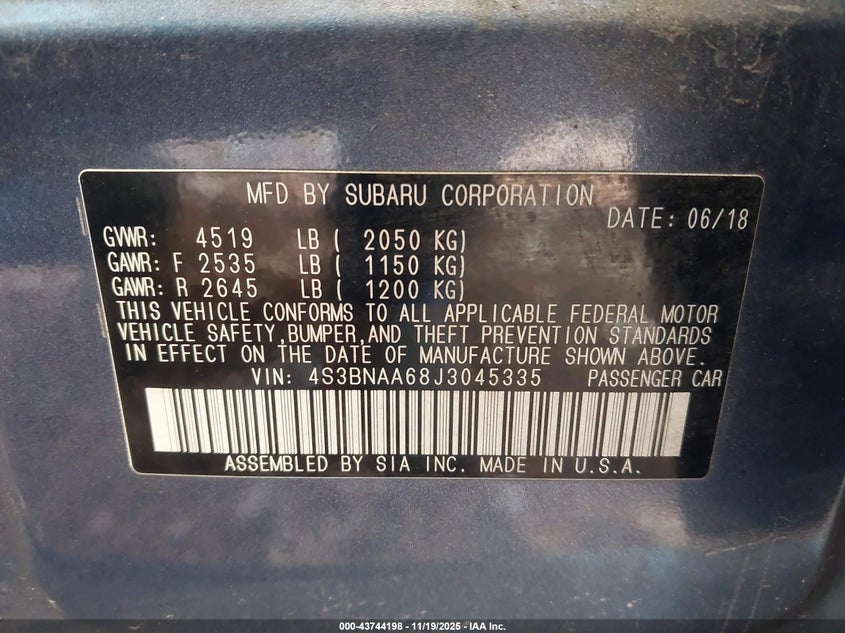 MFD BY SUBARU CORPORATION
DATE: 06/18
GVWR: 4519 LB ( 2050 KG)
GAWR: F 2535 LB ( 1150 KG)
GAWR: R 2645 LB ( 1200 KG)
THIS VEHICLE CONFORMS TO ALL APPLICABLE FEDERAL MOTOR
VEHICLE SAFETY,BUMPER,AND THEFT PREVENTION STANDARDS
IN EFFECT ON THE DATE OF MANUFACTURE SHOWN ABOVE.
VIN: 4S3BNAA68J3045335 PASSENGER CAR
ASSEMBLED BY SIA INC. MADE IN U.S.A.
000-43744198 - 11/19/2025 - IAA Inc.